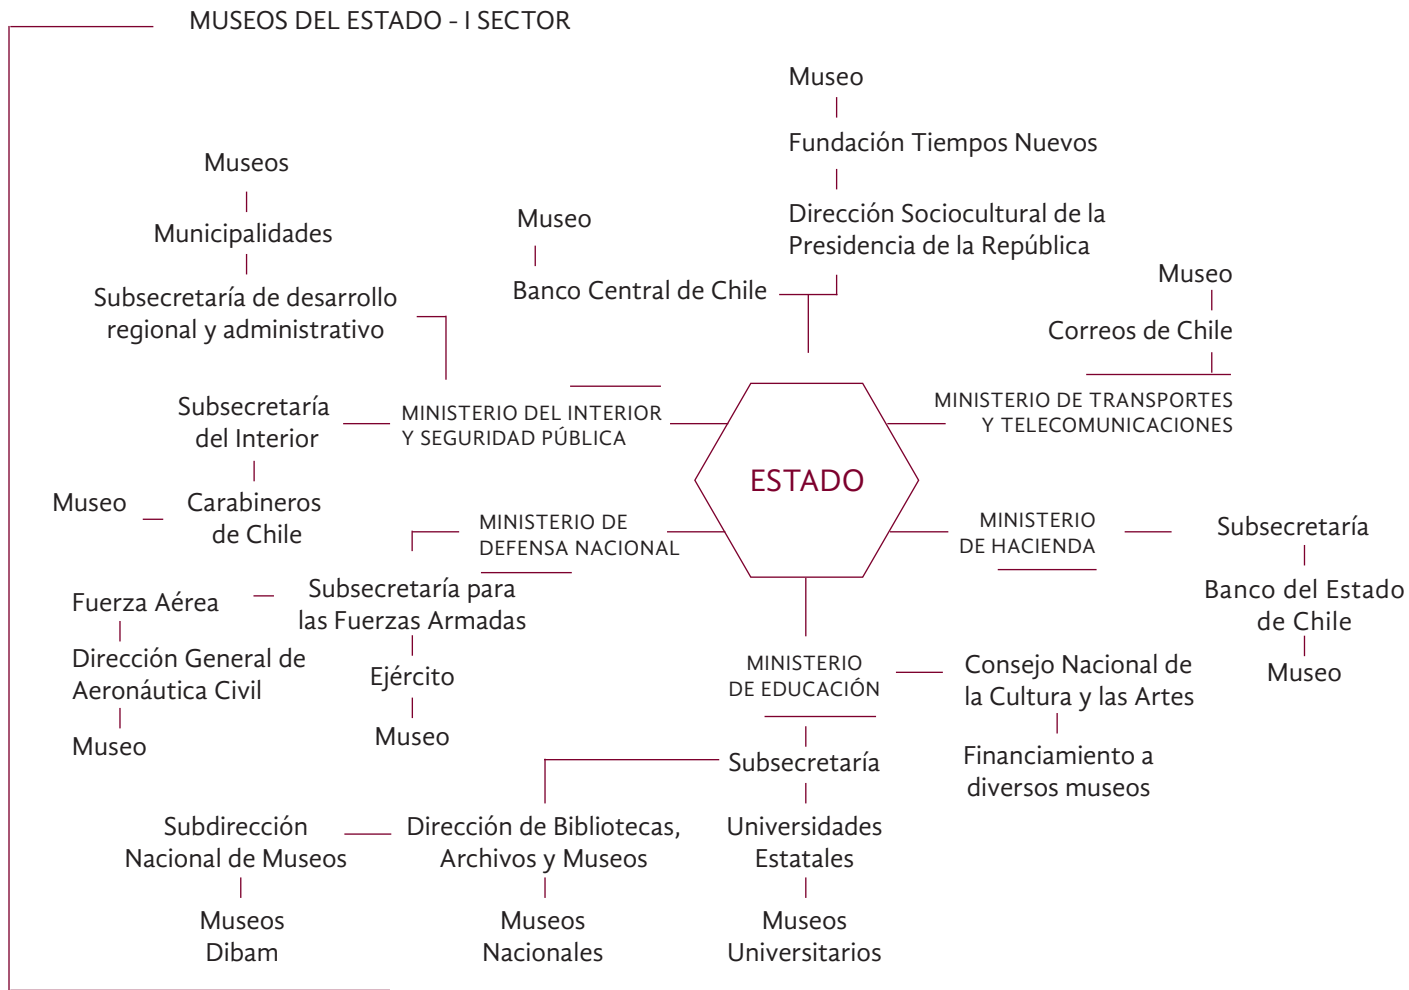 MUSEOS DEL ESTADO - I SECTOR
Museo
Fundación Tiempos Nuevos
Dirección Sociocultural de la
Presidencia de la República
Museo
Banco Central de Chile
Museos
Municipalidades
Subsecretaría de desarrollo
regional y administrativo
Museo
Correos de Chile
MINISTERIO DE TRANSPORTES
Y TELECOMUNICACIONES
Subsecretaría
del Interior
MINISTERIO DEL INTERIOR
Y SEGURIDAD PÚBLICA
Museo
Carabineros
de Chile
ESTADO
MINISTERIO DE
DEFENSA NACIONAL
MINISTERIO
DE HACIENDA
Subsecretaría
Banco del Estado
de Chile
Museo
Fuerza Aérea
Subsecretaría para
las Fuerzas Armadas
Dirección General de
Aeronáutica Civil
Museo
Ejército
Museo
MINISTERIO
DE EDUCACIÓN
Consejo Nacional de
la Cultura y las Artes
Financiamiento a
diversos museos
Subsecretaría
Subdirección
Nacional de Museos
Dirección de Bibliotecas,
Archivos y Museos
Universidades
Estatales
Museos
Dibam
Museos
Nacionales
Museos
Universitarios